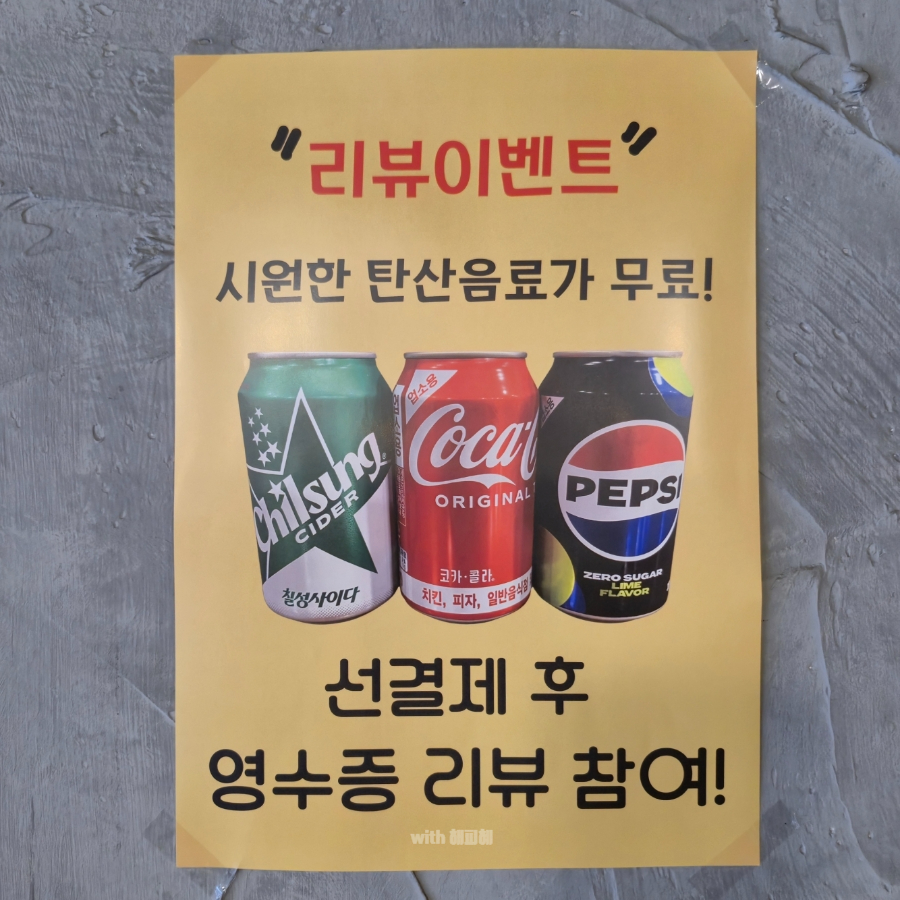 "리뷰이벤트"
시원한 탄산음료가 무료!
Chilsung
CIDER
칠성사이다
업소용
Coca-C
ORIGINAL T
코카·콜라
치킨, 피자, 일반음식점
PEPSI
ZERO SUGAR
LIME
FLAVOR
선결제 후
영수증 리뷰 참여!
with 해피해